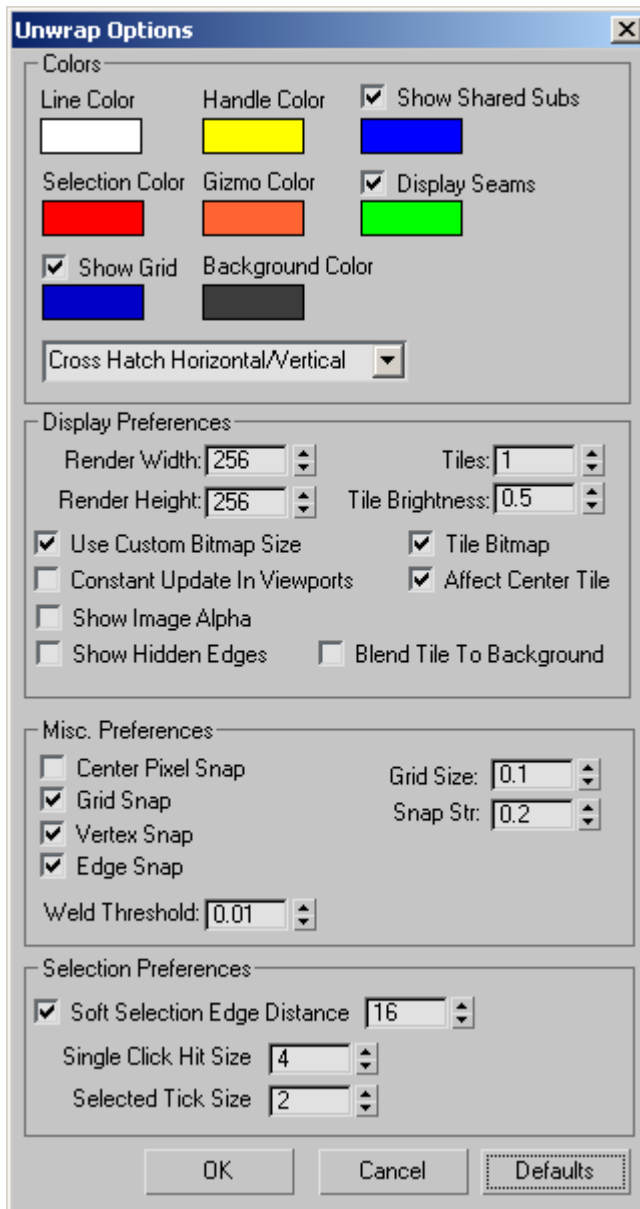 Unwrap Options
Colors
Line Color
Handle Color
Show Shared Subs
Selection Color
Gizmo Color
Display Seams
Show Grid
Background Color
Cross Hatch Horizontal/Vertical
Display Preferences
Render Width: 256
Tiles: 1
Render Height: 256
Tile Brightness: 0.5
Use Custom Bitmap Size
Tile Bitmap
Constant Update In Viewports
Affect Center Tile
Show Image Alpha
Show Hidden Edges
Blend Tile To Background
Misc. Preferences
Center Pixel Snap
Grid Size: 0.1
Grid Snap
Snap Str: 0.2
Vertex Snap
Edge Snap
Weld Threshold: 0.01
Selection Preferences
Soft Selection Edge Distance 16
Single Click Hit Size 4
Selected Tick Size 2
OK
Cancel
Defaults